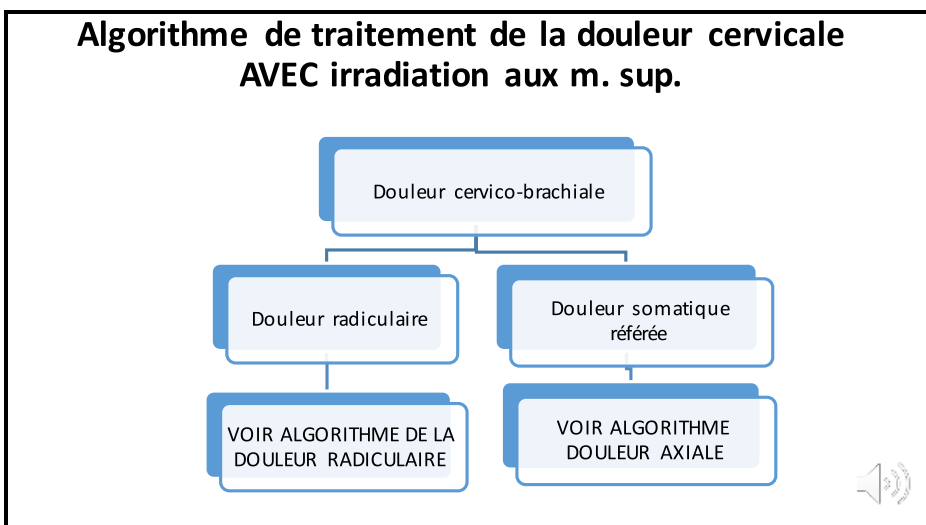 Algorithme de traitement de la douleur cervicale
AVEC irradiation aux m. sup.
Douleur cervico-brachiale
Douleur radiculaire
Douleur somatique
référée
VOIR ALGORITHME DE LA
DOULEUR RADICULAIRE
VOIR ALGORITHME
DOULEUR AXIALE